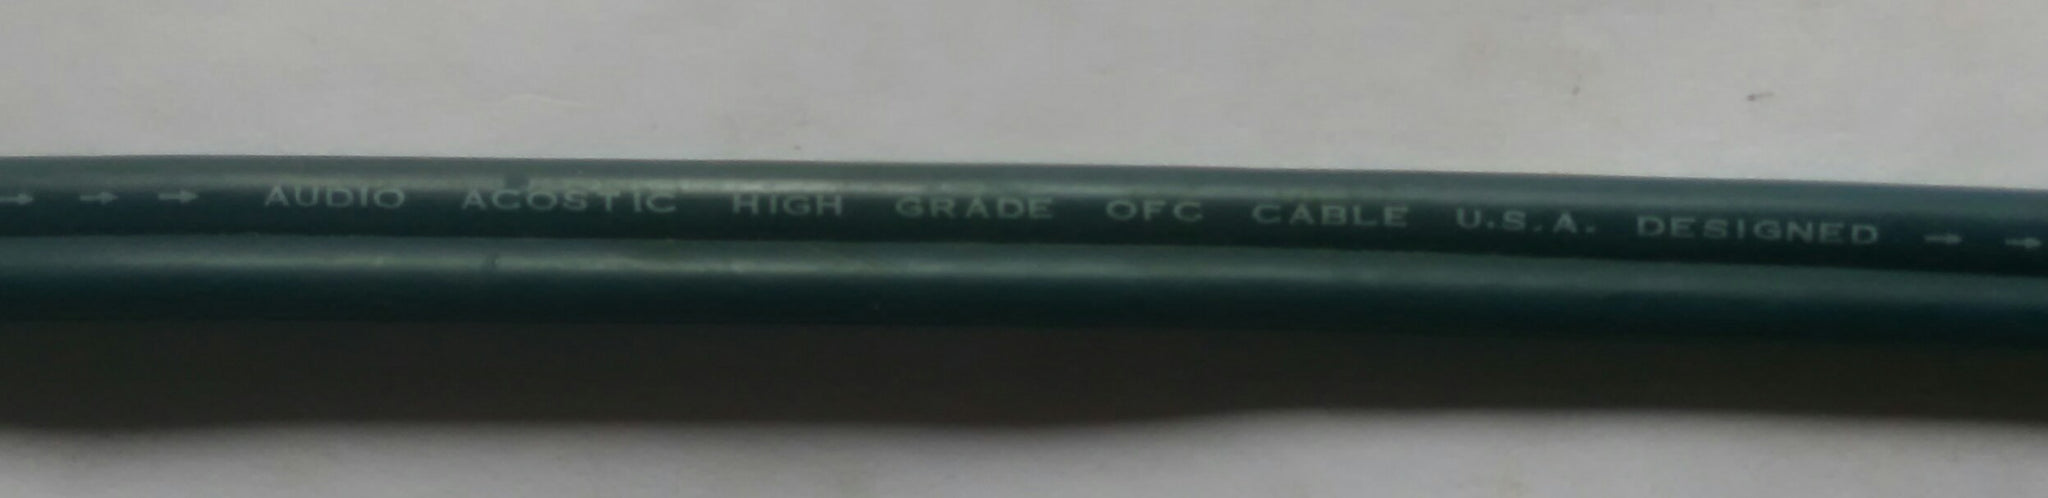 → → → AUDIO ACOSTIC HIGH GRADE OFC CABLE U.S.A. DESIGNED → →